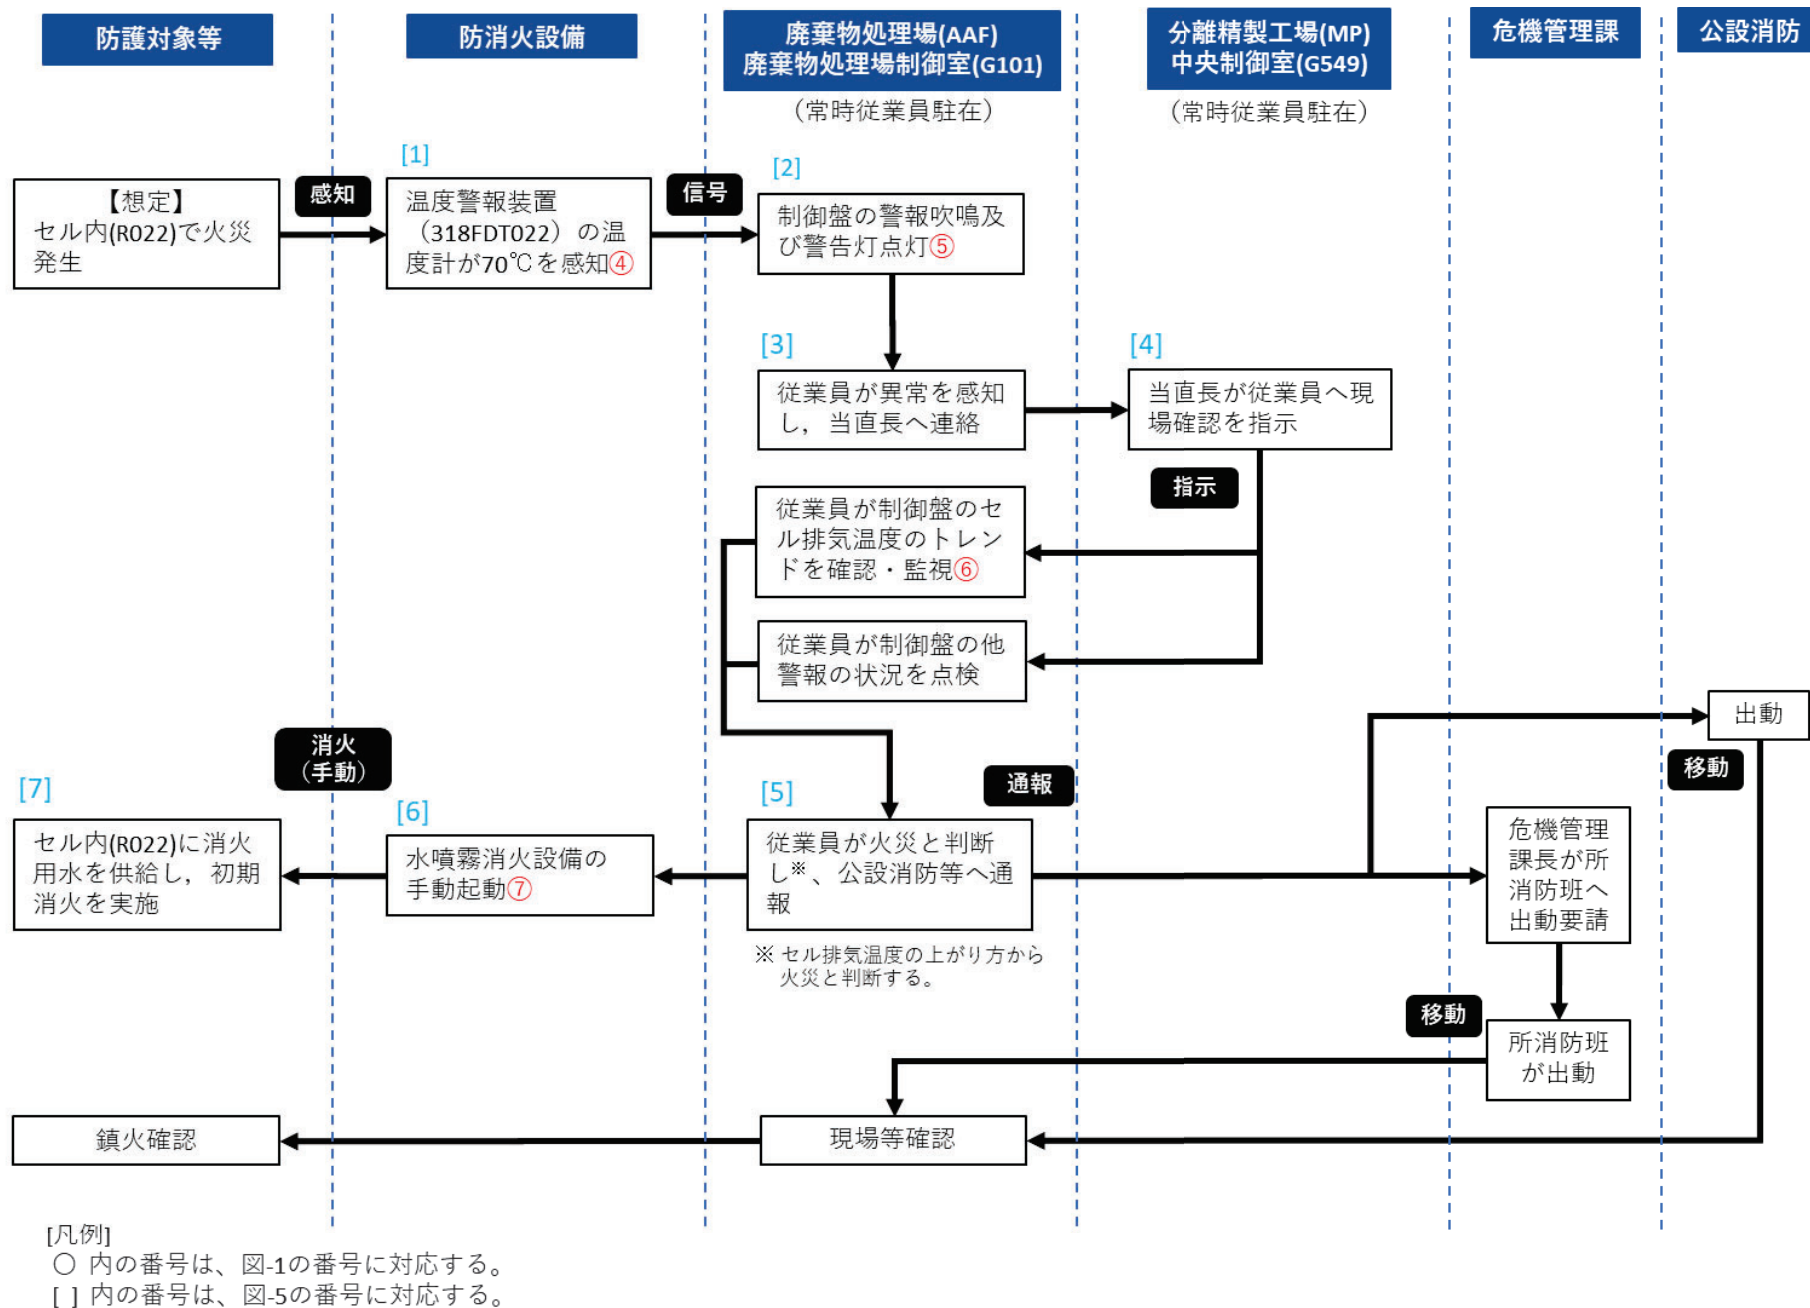 防護対象等
防消火設備
廃棄物処理場(AAF)
廃棄物処理場制御室(G101)
(常時従業員駐在)
分離精製工場(MP)
中央制御室(G549)
(常時従業員駐在)
危機管理課
公設消防
【想定】
セル内(R022)で火災
発生
感知
[1]
温度警報装置
(318FDT022)の温
度計が70℃を感知④
信号
[2]
制御盤の警報吹鳴及
び警告灯点灯⑤
[3]
従業員が異常を感知
し，当直長へ連絡
[4]
当直長が従業員へ現
場確認を指示
指示
従業員が制御盤のセ
ル排気温度のトレン
ドを確認・監視⑥
従業員が制御盤の他
警報の状況を点検
出動
移動
消火
(手動)
通報
[7]
セル内(R022)に消火
用水を供給し，初期
消火を実施
[6]
水噴霧消火設備の
手動起動⑦
[5]
従業員が火災と判断
し※、公設消防等へ通
報
※ セル排気温度の上がり方から
火災と判断する。
危機管理
課長が所
消防班へ
出動要請
移動
所消防班
が出動
鎮火確認
現場等確認
[凡例]
〇 内の番号は、図-1の番号に対応する。
[ ] 内の番号は、図-5の番号に対応する。